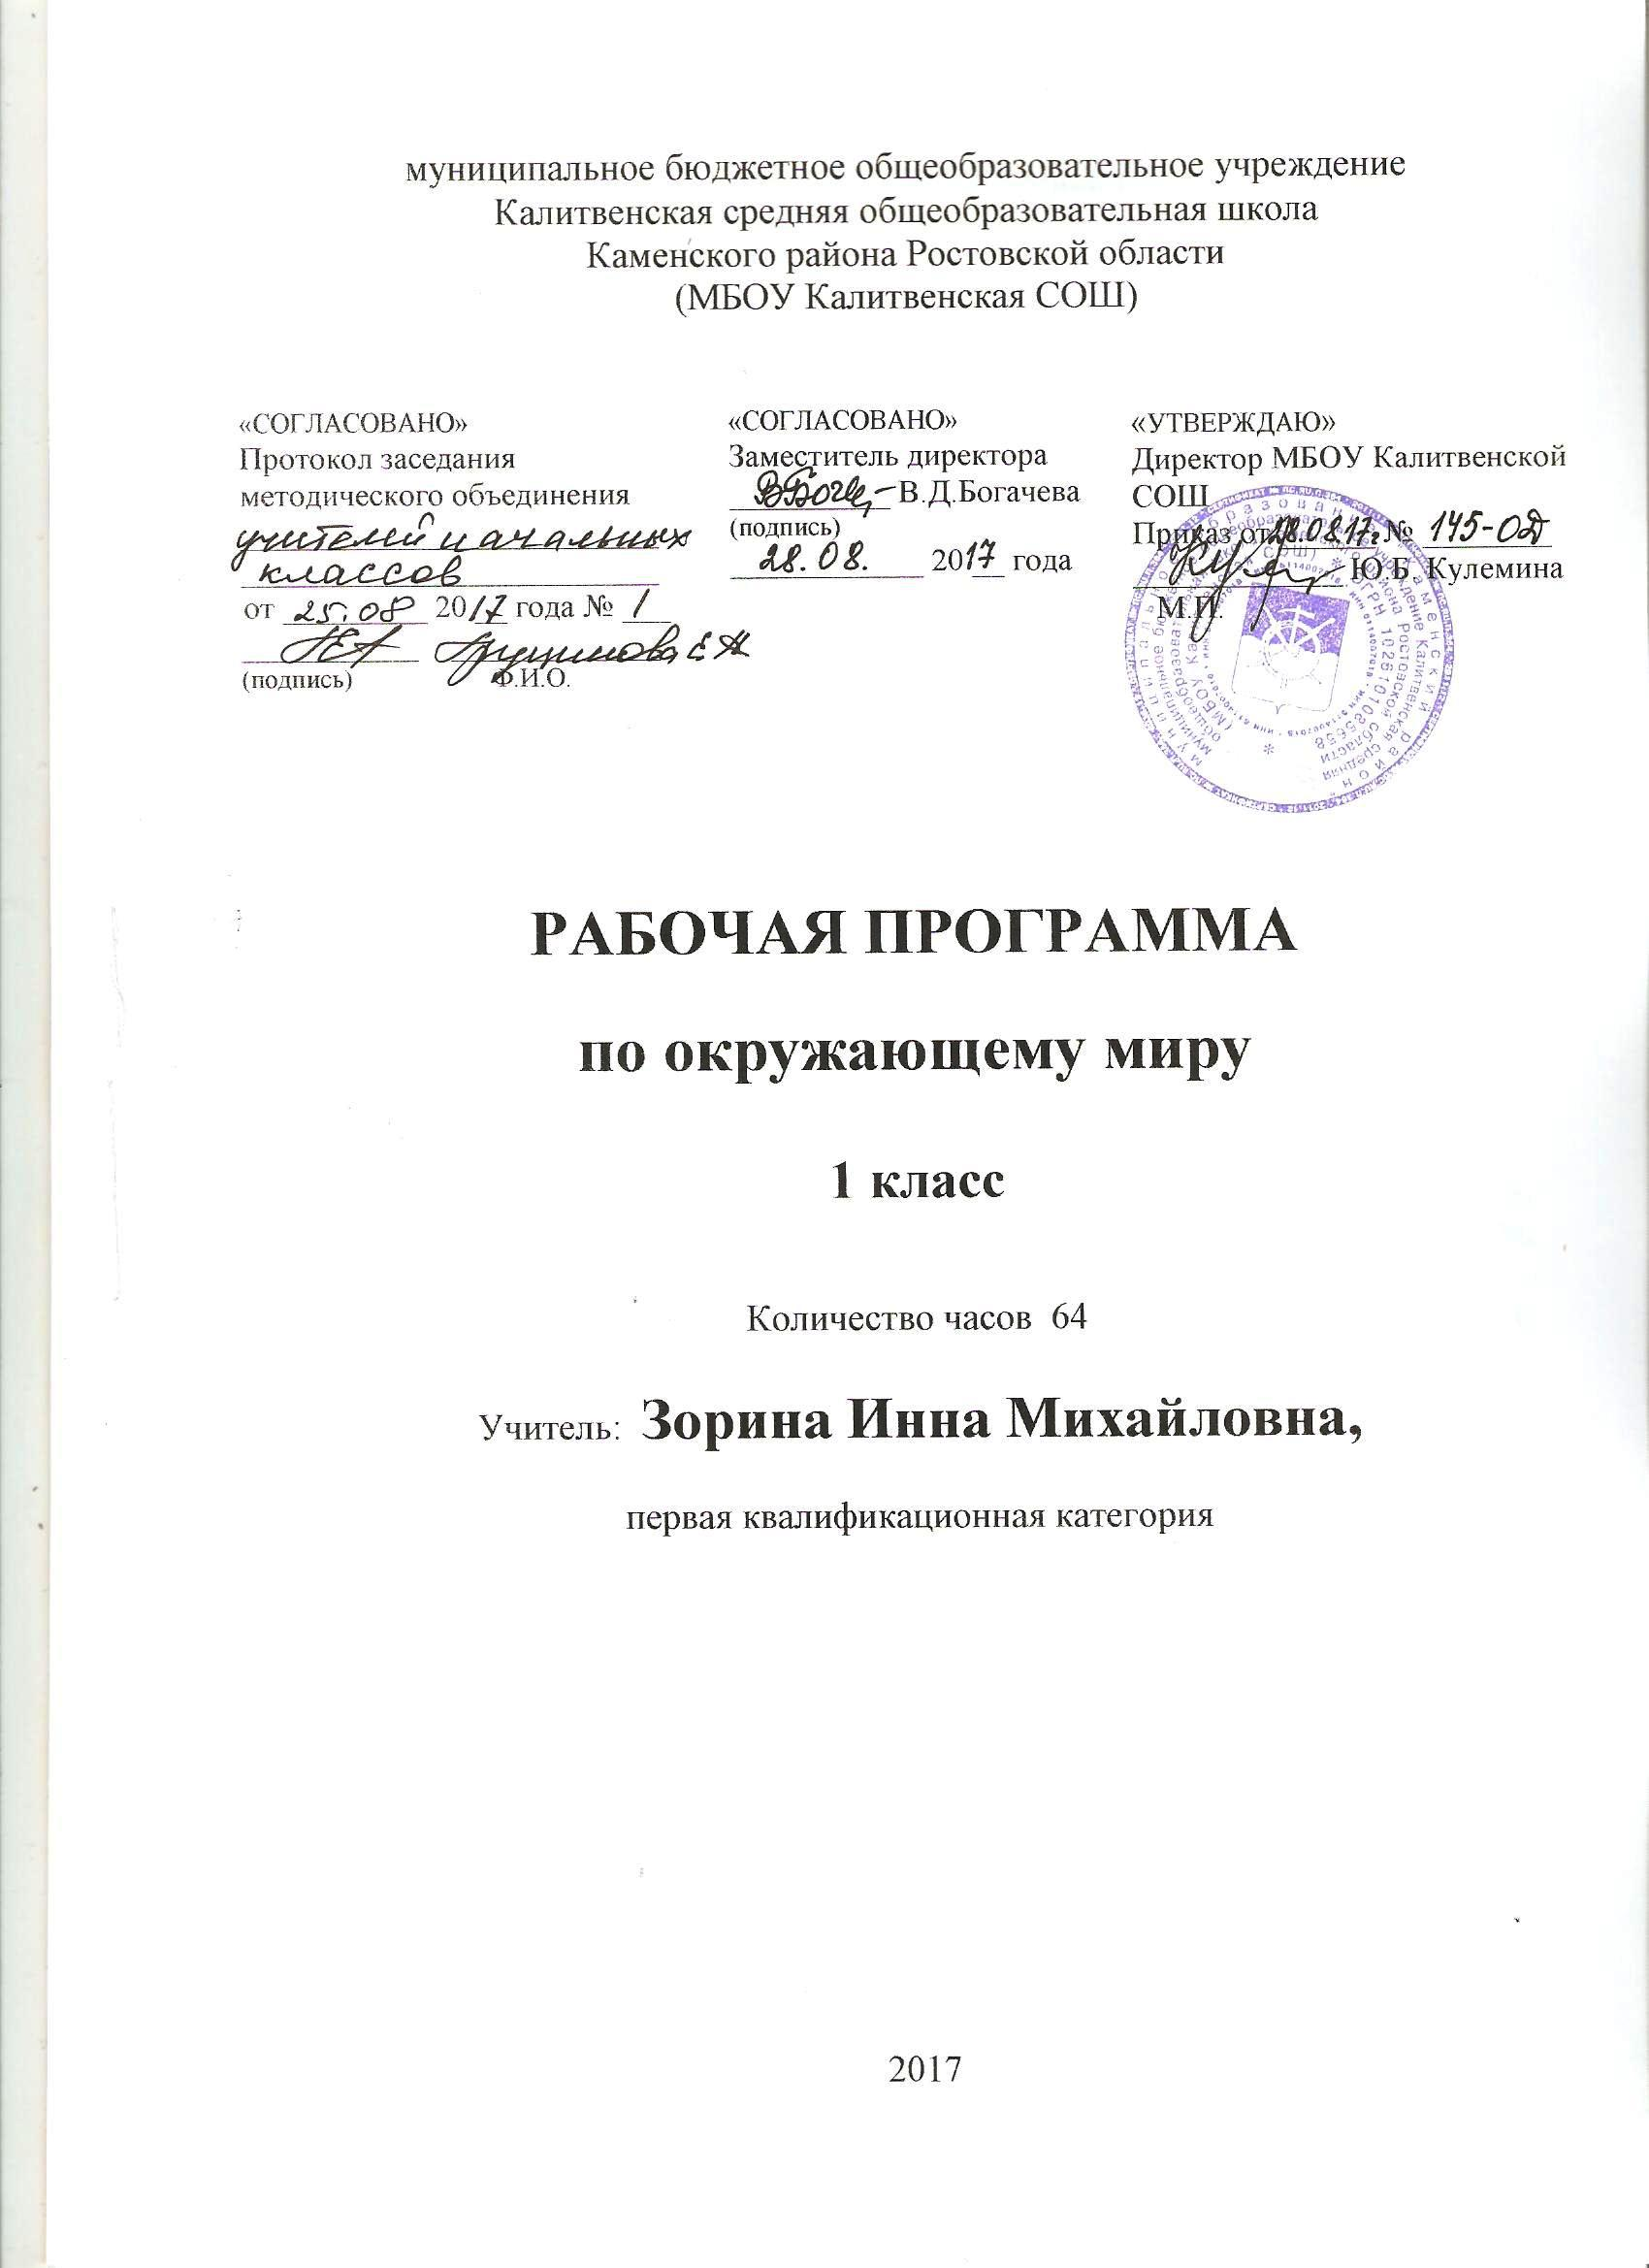 муниципальное бюджетное общеобразовательное учреждение
Калитвенская средняя общеобразовательная школа
Каменского района Ростовской области
(МБОУ Калитвенская СОШ)
«СОГЛАСОВАНО»
Протокол заседания
методического объединения
учителей начальных
классов
от 25.08 2017 года № 1
(подпись) Ф.И.О.
«СОГЛАСОВАНО»
Заместитель директора
В.Д.Богачева
(подпись)
28.08. 2017 года
«УТВЕРЖДАЮ»
Директор МБОУ Калитвенской
СОШ
Приказ от 28.08.17г. № 145-ОД
Ю.Б. Кулемина
М.П.
РАБОЧАЯ ПРОГРАММА
по окружающему миру
1 класс
Количество часов 64
Учитель: Зорина Инна Михайловна,
первая квалификационная категория
2017